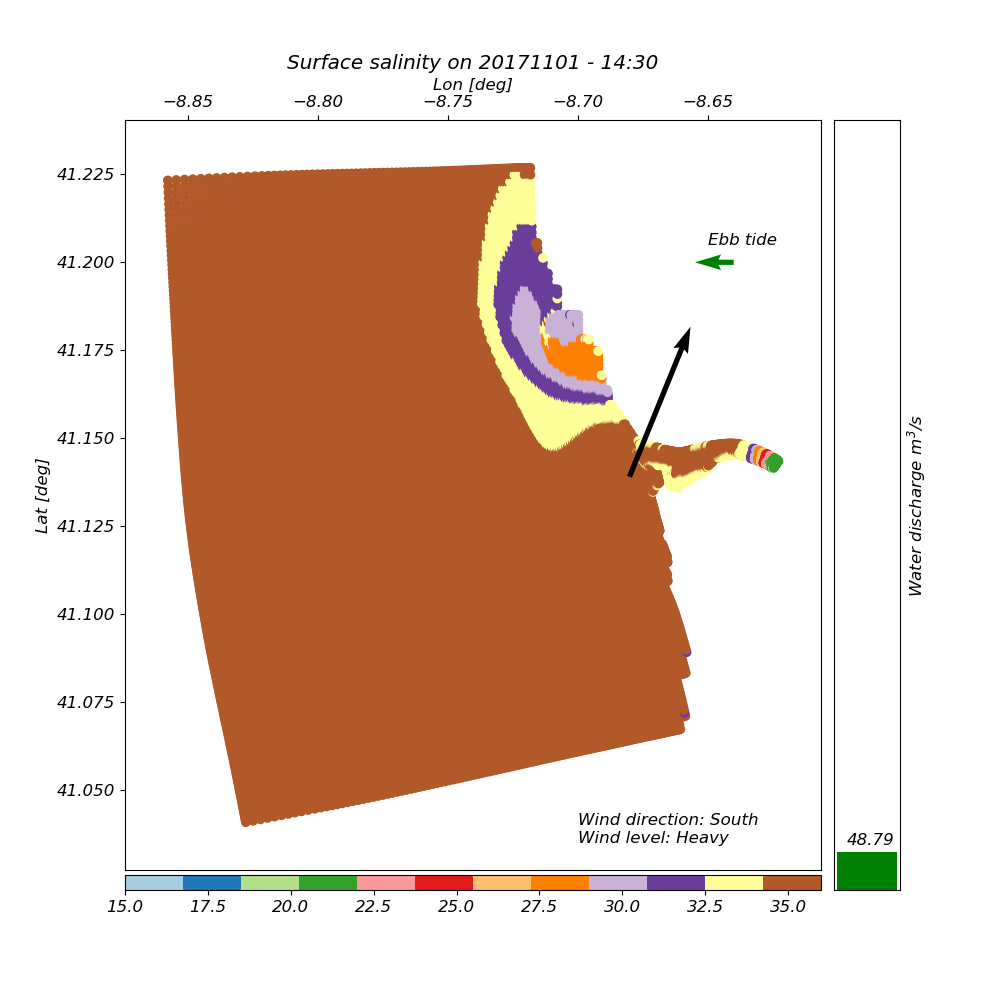 Surface salinity on 20171101 - 14:30
Lon [deg]
−8.85 −8.80 −8.75 −8.70 −8.65
41.225
41.200
41.175
41.150
41.125
41.100
41.075
41.050
Lat [deg]
Ebb tide
Wind direction: South
Wind level: Heavy
15.0 17.5 20.0 22.5 25.0 27.5 30.0 32.5 35.0
48.79
Water discharge m³/s